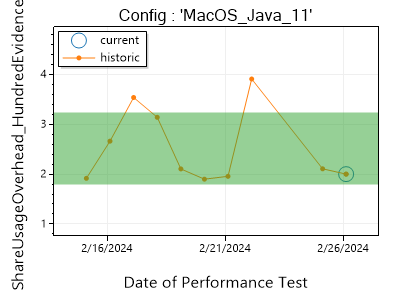 Config : 'MacOS_Java_11'
current
historic
ShareUsageOverhead_HundredEvidence
4
3
2
1
2/16/2024
2/21/2024
2/26/2024
Date of Performance Test